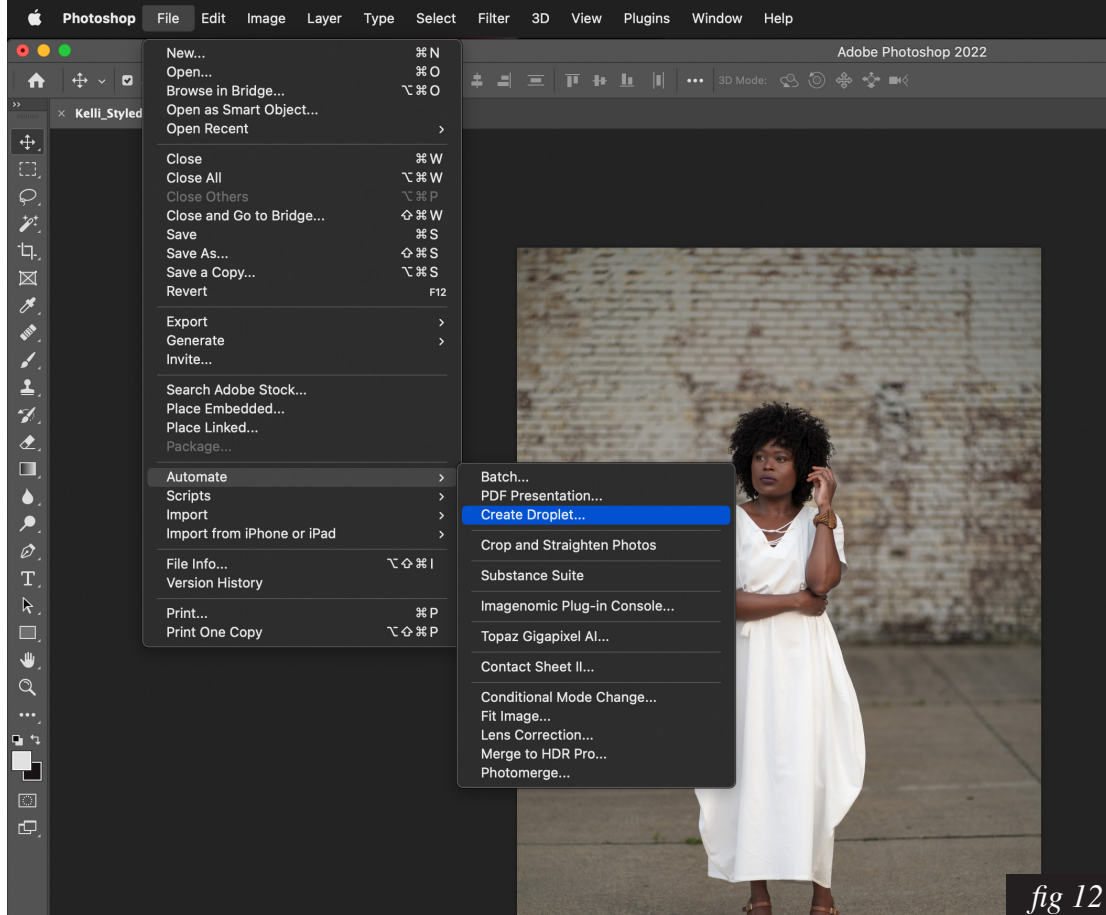 Photoshop File Edit Image Layer Type Select Filter 3D View Plugins Window Help
Adobe Photoshop 2022
3D Mode:
× Kelli_Styled
New... ⌘N
Open... ⌘O
Browse in Bridge... ⌥⌘O
Open as Smart Object...
Open Recent >
Close ⌘W
Close All ⌥⌘W
Close Others ⌥⌘P
Close and Go to Bridge... ⇧⌘W
Save ⌘S
Save As... ⇧⌘S
Save a Copy... ⌥⌘S
Revert F12
Export >
Generate >
Invite...
Search Adobe Stock...
Place Embedded...
Place Linked...
Package...
Automate >
Scripts >
Import >
Import from iPhone or iPad >
File Info... ⌥⇧⌘I
Version History
Print... ⌘P
Print One Copy ⌥⇧⌘P
Batch...
PDF Presentation...
Create Droplet...
Crop and Straighten Photos
Substance Suite
Imagenomic Plug-in Console...
Topaz Gigapixel AI...
Contact Sheet II...
Conditional Mode Change...
Fit Image...
Lens Correction...
Merge to HDR Pro...
Photomerge...
fig 12